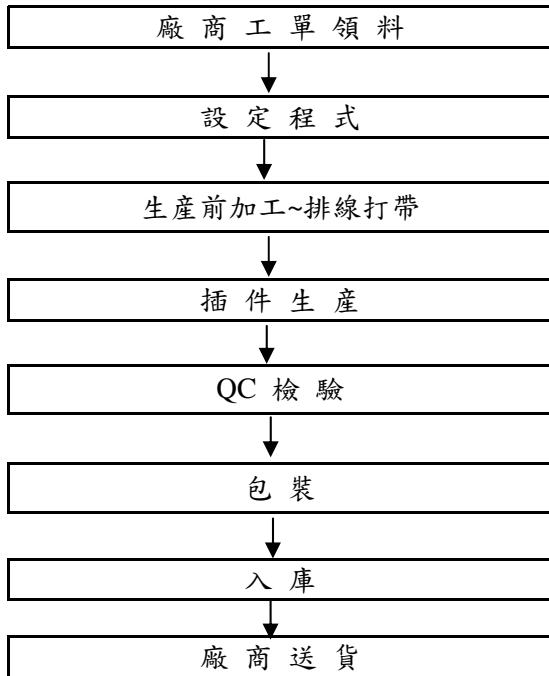 廠商工單領料
設定程式
生產前加工~排線打帶
插件生產
QC 檢驗
包裝
入庫
廠商送貨